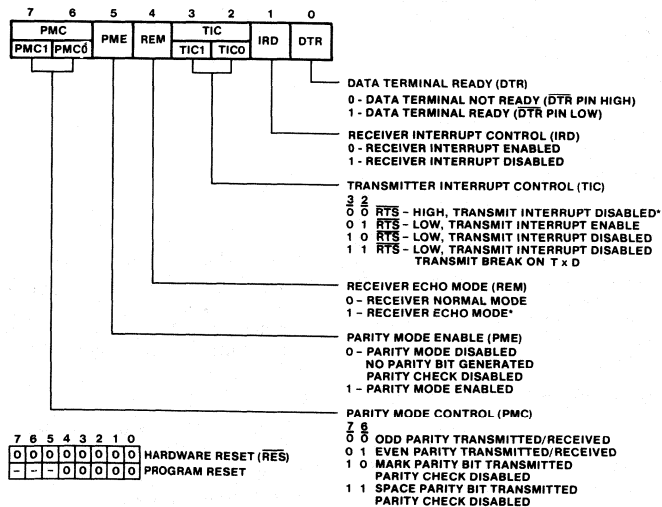 7 6 5 4 3 2 1 0
PMC PME REM TIC IRD DTR
PMC1 PMC0 TIC1 TIC0
DATA TERMINAL READY (DTR)
0 - DATA TERMINAL NOT READY (DTR PIN HIGH)
1 - DATA TERMINAL READY (DTR PIN LOW)
RECEIVER INTERRUPT CONTROL (IRD)
0 - RECEIVER INTERRUPT ENABLED
1 - RECEIVER INTERRUPT DISABLED
TRANSMITTER INTERRUPT CONTROL (TIC)
3 2
0 0 RTS – HIGH, TRANSMIT INTERRUPT DISABLED*
0 1 RTS – LOW, TRANSMIT INTERRUPT ENABLE
1 0 RTS – LOW, TRANSMIT INTERRUPT DISABLED
1 1 RTS – LOW, TRANSMIT INTERRUPT DISABLED
TRANSMIT BREAK ON T x D
RECEIVER ECHO MODE (REM)
0 – RECEIVER NORMAL MODE
1 – RECEIVER ECHO MODE*
PARITY MODE ENABLE (PME)
0 – PARITY MODE DISABLED
NO PARITY BIT GENERATED
PARITY CHECK DISABLED
1 – PARITY MODE ENABLED
PARITY MODE CONTROL (PMC)
7 6
0 0 ODD PARITY TRANSMITTED/RECEIVED
0 1 EVEN PARITY TRANSMITTED/RECEIVED
1 0 MARK PARITY BIT TRANSMITTED
PARITY CHECK DISABLED
1 1 SPACE PARITY BIT TRANSMITTED
PARITY CHECK DISABLED
7 6 5 4 3 2 1 0
0 0 0 0 0 0 0 0 HARDWARE RESET (RES)
- - - 0 0 0 0 0 PROGRAM RESET